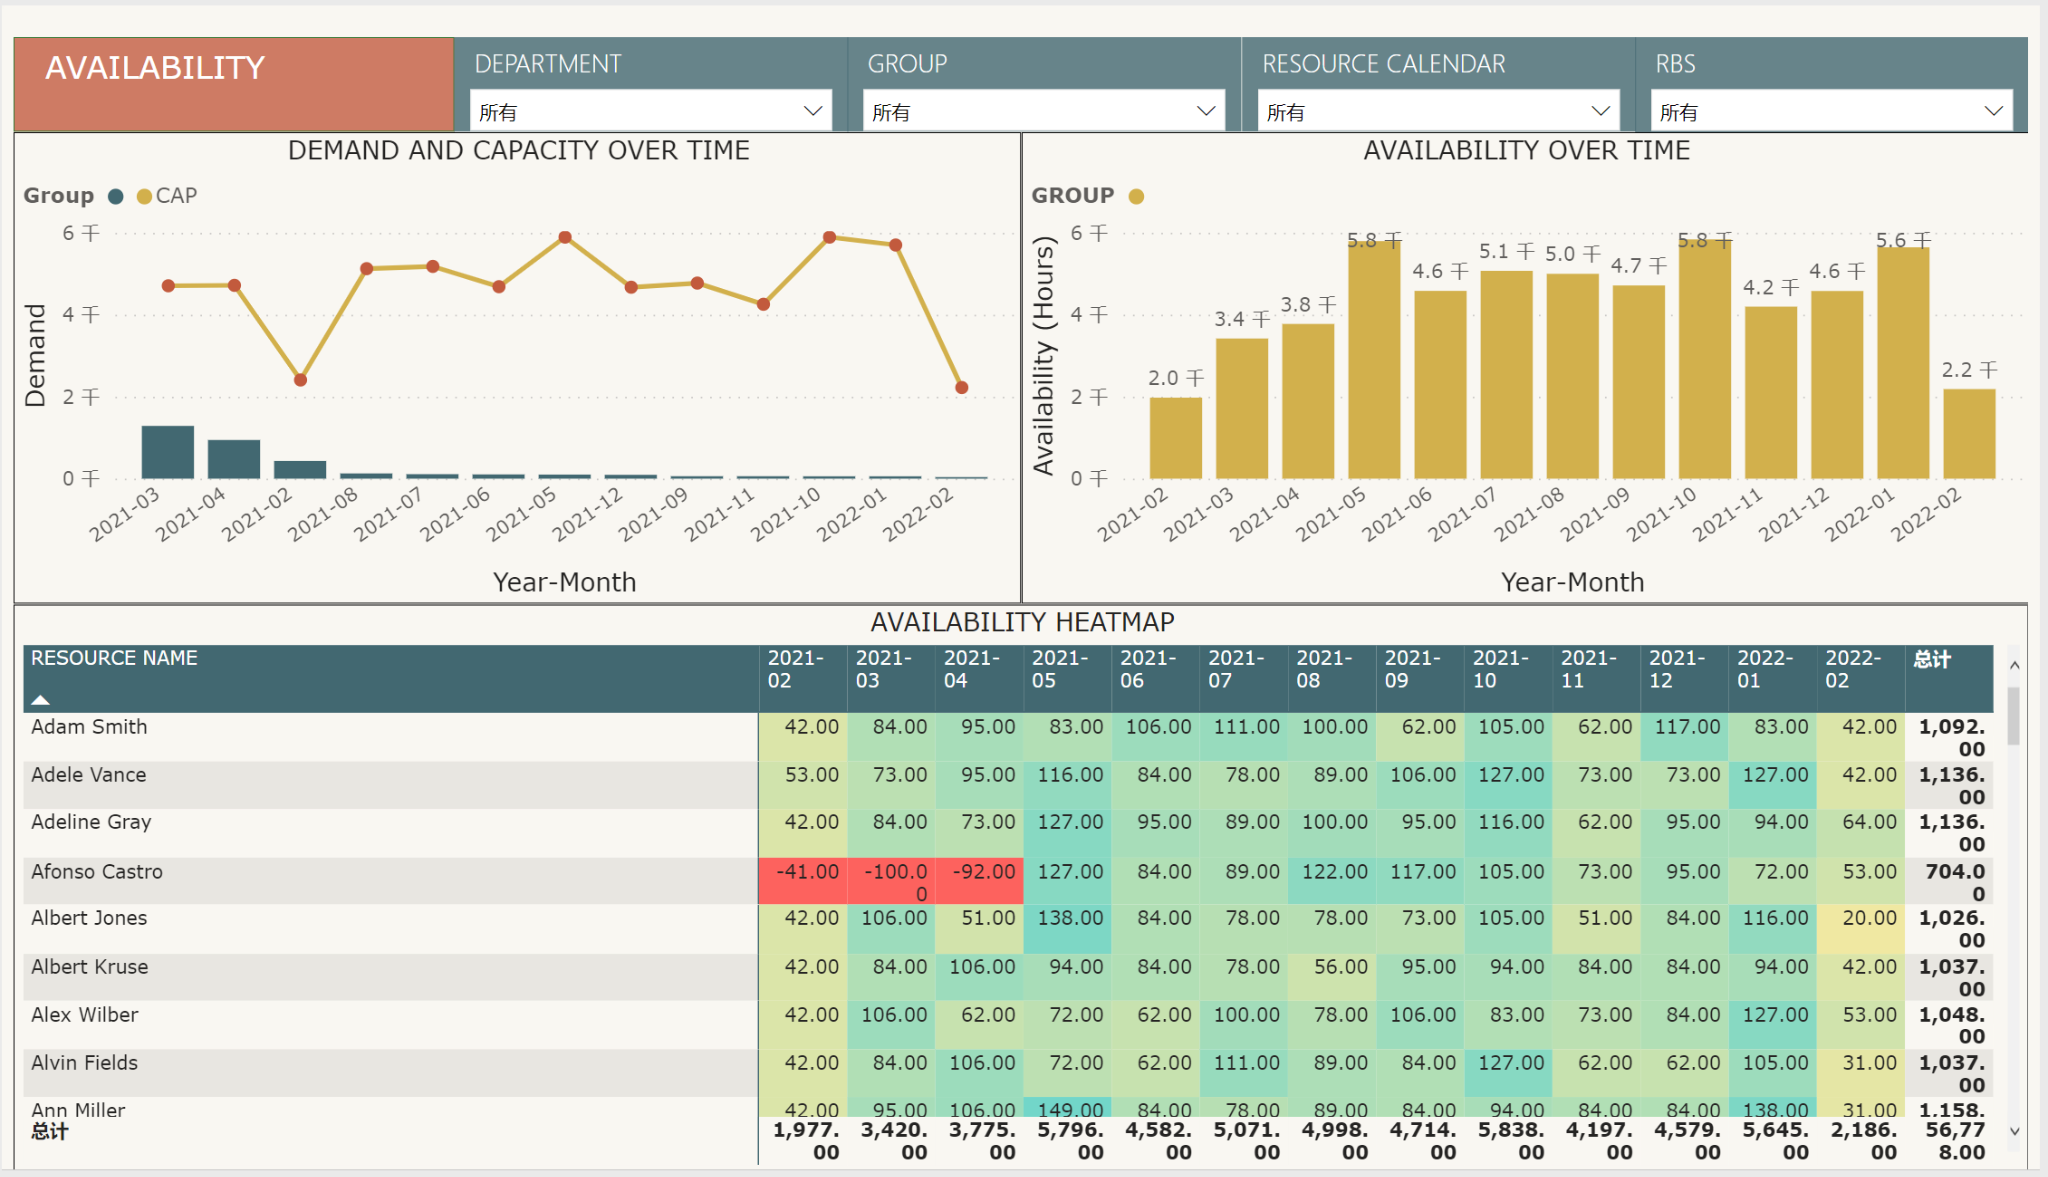 AVAILABILITY
DEPARTMENT
所有
GROUP
所有
RESOURCE CALENDAR
所有
RBS
所有
DEMAND AND CAPACITY OVER TIME
Group CAP
Demand
6 千
4 千
2 千
0 千
2021-03 2021-04 2021-02 2021-08 2021-07 2021-06 2021-05 2021-12 2021-09 2021-11 2021-10 2022-01 2022-02
Year-Month
AVAILABILITY OVER TIME
GROUP
Availability (Hours)
6 千
4 千
2 千
0 千
2.0 千 3.4 千 3.8 千 5.8 千 4.6 千 5.1 千 5.0 千 4.7 千 5.8 千 4.2 千 4.6 千 5.6 千 2.2 千
2021-02 2021-03 2021-04 2021-05 2021-06 2021-07 2021-08 2021-09 2021-10 2021-11 2021-12 2022-01 2022-02
Year-Month
AVAILABILITY HEATMAP
RESOURCE NAME 2021-02 2021-03 2021-04 2021-05 2021-06 2021-07 2021-08 2021-09 2021-10 2021-11 2021-12 2022-01 2022-02 总计
Adam Smith 42.00 84.00 95.00 83.00 106.00 111.00 100.00 62.00 105.00 62.00 117.00 83.00 42.00 1,092.00
Adele Vance 53.00 73.00 95.00 116.00 84.00 78.00 89.00 106.00 127.00 73.00 73.00 127.00 42.00 1,136.00
Adeline Gray 42.00 84.00 73.00 127.00 95.00 89.00 100.00 95.00 116.00 62.00 95.00 94.00 64.00 1,136.00
Afonso Castro -41.00 -100.00 -92.00 127.00 84.00 89.00 122.00 117.00 105.00 73.00 95.00 72.00 53.00 704.00
Albert Jones 42.00 106.00 51.00 138.00 84.00 78.00 78.00 73.00 105.00 51.00 84.00 116.00 20.00 1,026.00
Albert Kruse 42.00 84.00 106.00 94.00 84.00 78.00 56.00 95.00 94.00 84.00 84.00 94.00 42.00 1,037.00
Alex Wilber 42.00 106.00 62.00 72.00 62.00 100.00 78.00 106.00 83.00 73.00 84.00 127.00 53.00 1,048.00
Alvin Fields 42.00 84.00 106.00 72.00 62.00 111.00 89.00 84.00 127.00 62.00 62.00 105.00 31.00 1,037.00
Ann Miller 42.00 95.00 106.00 149.00 84.00 78.00 89.00 84.00 94.00 84.00 84.00 138.00 31.00 1,158.
总计 1,977.00 3,420.00 3,775.00 5,796.00 4,582.00 5,071.00 4,998.00 4,714.00 5,838.00 4,197.00 4,579.00 5,645.00 2,186.00 56,778.00